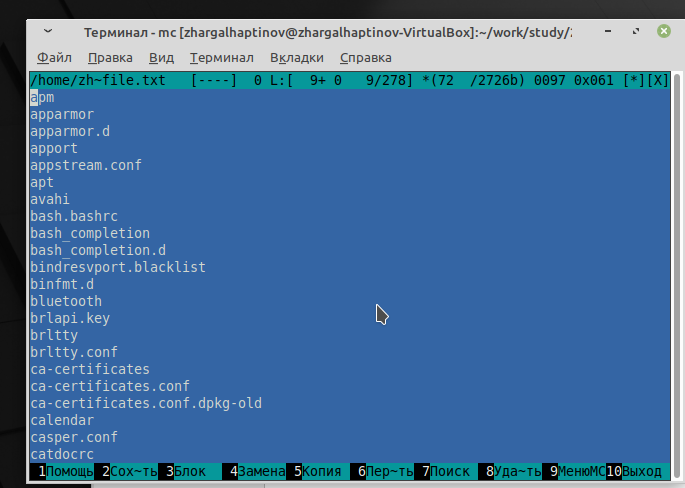 Терминал - mc [zhargalhaptinov@zhargalhaptinov-VirtualBox]:~/work/study/2
Файл Правка Вид Терминал Вкладки Справка
/home/zh~file.txt [----] 0 L:[ 9+ 0 9/278] *(72 /2726b) 0097 0x061 [*][X]
apm
apparmor
apparmor.d
apport
appstream.conf
apt
avahi
bash.bashrc
bash_completion
bash_completion.d
bindresvport.blacklist
binfmt.d
bluetooth
brlapi.key
brltty
brltty.conf
ca-certificates
ca-certificates.conf
ca-certificates.conf.dpkg-old
calendar
casper.conf
catdocrc
1Помощь 2Сох~ть 3Блок 4Замена 5Копия 6Пер~ть 7Поиск 8Уда~ть 9МенюMC 10Выход